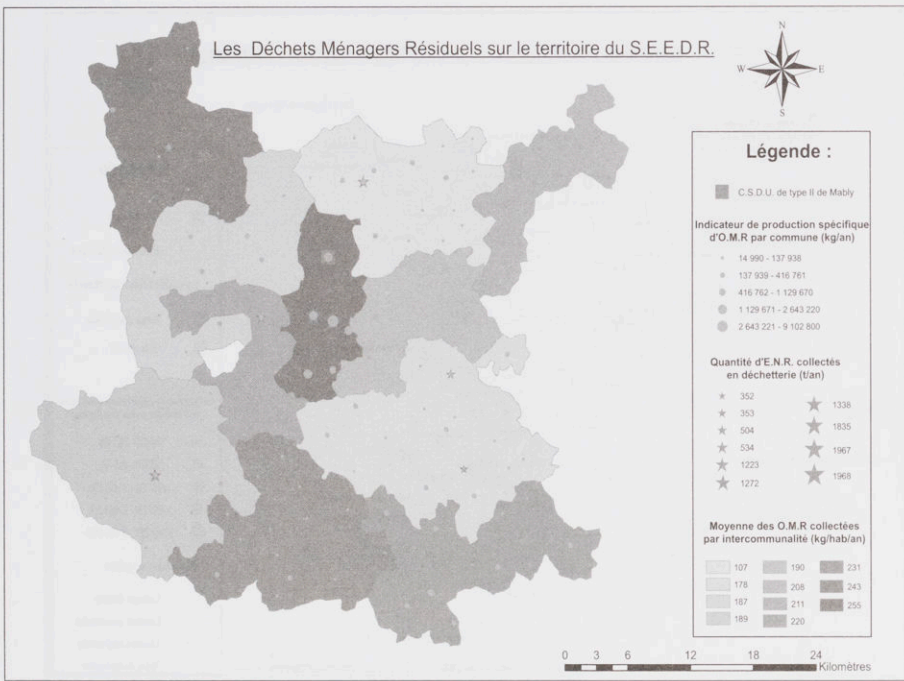 Les Déchets Ménagers Résiduels sur le territoire du S.E.E.D.R.
N
W E
S
Légende :
C.S.D.U. de type II de Mably
Indicateur de production spécifique
d'O.M.R par commune (kg/an)
14 990 - 137 938
137 939 - 416 761
416 762 - 1 129 670
1 129 671 - 2 643 220
2 643 221 - 9 102 800
Quantité d'E.N.R. collectés
en déchetterie (t/an)
352
353
504
534
1223
1272
1338
1835
1967
1968
Moyenne des O.M.R collectées
par intercommunalité (kg/hab/an)
107
178
187
189
190
208
211
220
231
243
255
0 3 6 12 18 24
Kilomètres